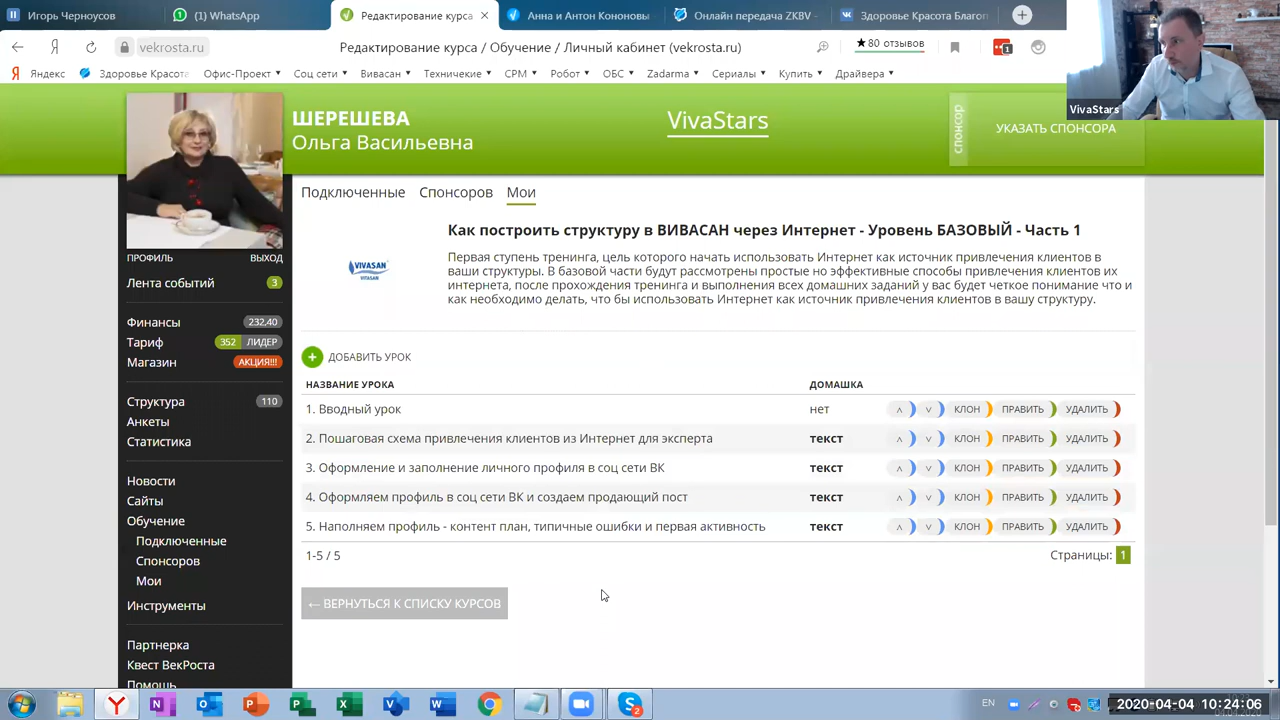 Игорь Черноусов
(1) WhatsApp
Редактирование курса
Анна и Антон Кононовы
Онлайн передача ZKBV -
Здоровье Красота Благоп
vekrosta.ru
Редактирование курса / Обучение / Личный кабинет (vekrosta.ru)
★80 отзывов
1
Яндекс
Здоровье Красота
Офис-Проект
Соц сети
Вивасан
Техничекие
СРМ
Робот
ОБС
Zadarma
Сериалы
Купить
Драйвера
VivaStars
ШЕРЕШЕВА
Ольга Васильевна
VivaStars
спонсор
УКАЗАТЬ СПОНСОРА
ПРОФИЛЬ
ВЫХОД
Лента событий 3
Финансы 232,40
Тариф 352 ЛИДЕР
Магазин АКЦИЯ!!!
Структура 110
Анкеты
Статистика
Новости
Сайты
Обучение
Подключенные
Спонсоров
Мои
Инструменты
Партнерка
Квест ВекРоста
Помощь
Подключенные Спонсоров Мои
VIVASAN
VITASAN
Как построить структуру в ВИВАСАН через Интернет - Уровень БАЗОВЫЙ - Часть 1
Первая ступень тренинга, цель которого начать использовать Интернет как источник привлечения клиентов в
ваши структуры. В базовой части будут рассмотрены простые но эффективные способы привлечения клиентов их
интернета, после прохождения тренинга и выполнения всех домашних заданий у вас будет четкое понимание что и
как необходимо делать, что бы использовать Интернет как источник привлечения клиентов в вашу структуру.
+ ДОБАВИТЬ УРОК
НАЗВАНИЕ УРОКА ДОМАШКА
1. Вводный урок нет ˄ ˅ КЛОН ПРАВИТЬ УДАЛИТЬ
2. Пошаговая схема привлечения клиентов из Интернет для эксперта текст ˄ ˅ КЛОН ПРАВИТЬ УДАЛИТЬ
3. Оформление и заполнение личного профиля в соц сети ВК текст ˄ ˅ КЛОН ПРАВИТЬ УДАЛИТЬ
4. Оформляем профиль в соц сети ВК и создаем продающий пост текст ˄ ˅ КЛОН ПРАВИТЬ УДАЛИТЬ
5. Наполняем профиль - контент план, типичные ошибки и первая активность текст ˄ ˅ КЛОН ПРАВИТЬ УДАЛИТЬ
1-5 / 5
Страницы: 1
← ВЕРНУТЬСЯ К СПИСКУ КУРСОВ
EN
2020-04-04 10:24:06